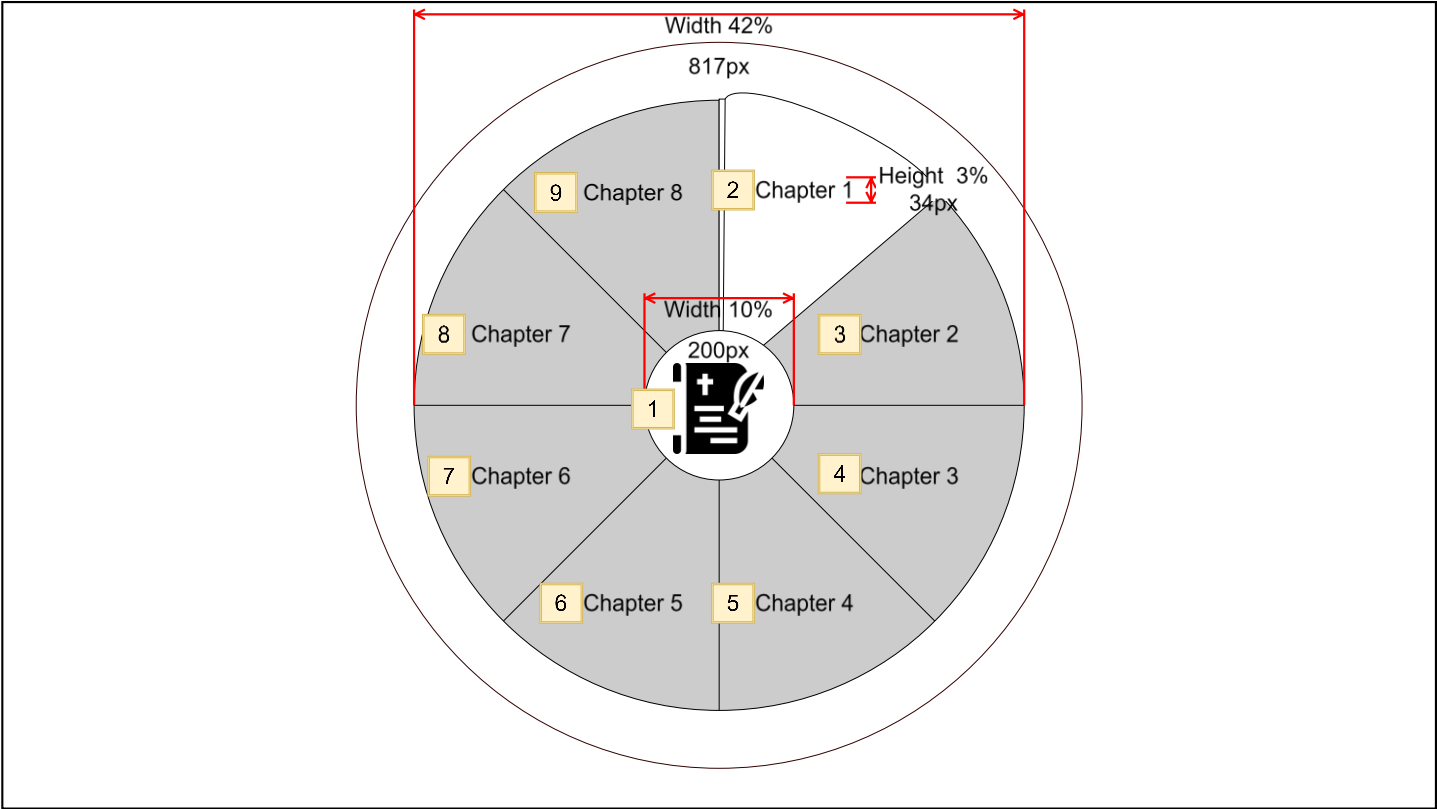 Width 42%
817px
9 Chapter 8
2 Chapter 1
Height 3%
34px
Width 10%
8 Chapter 7
3 Chapter 2
200px
1
7 Chapter 6
4 Chapter 3
6 Chapter 5
5 Chapter 4